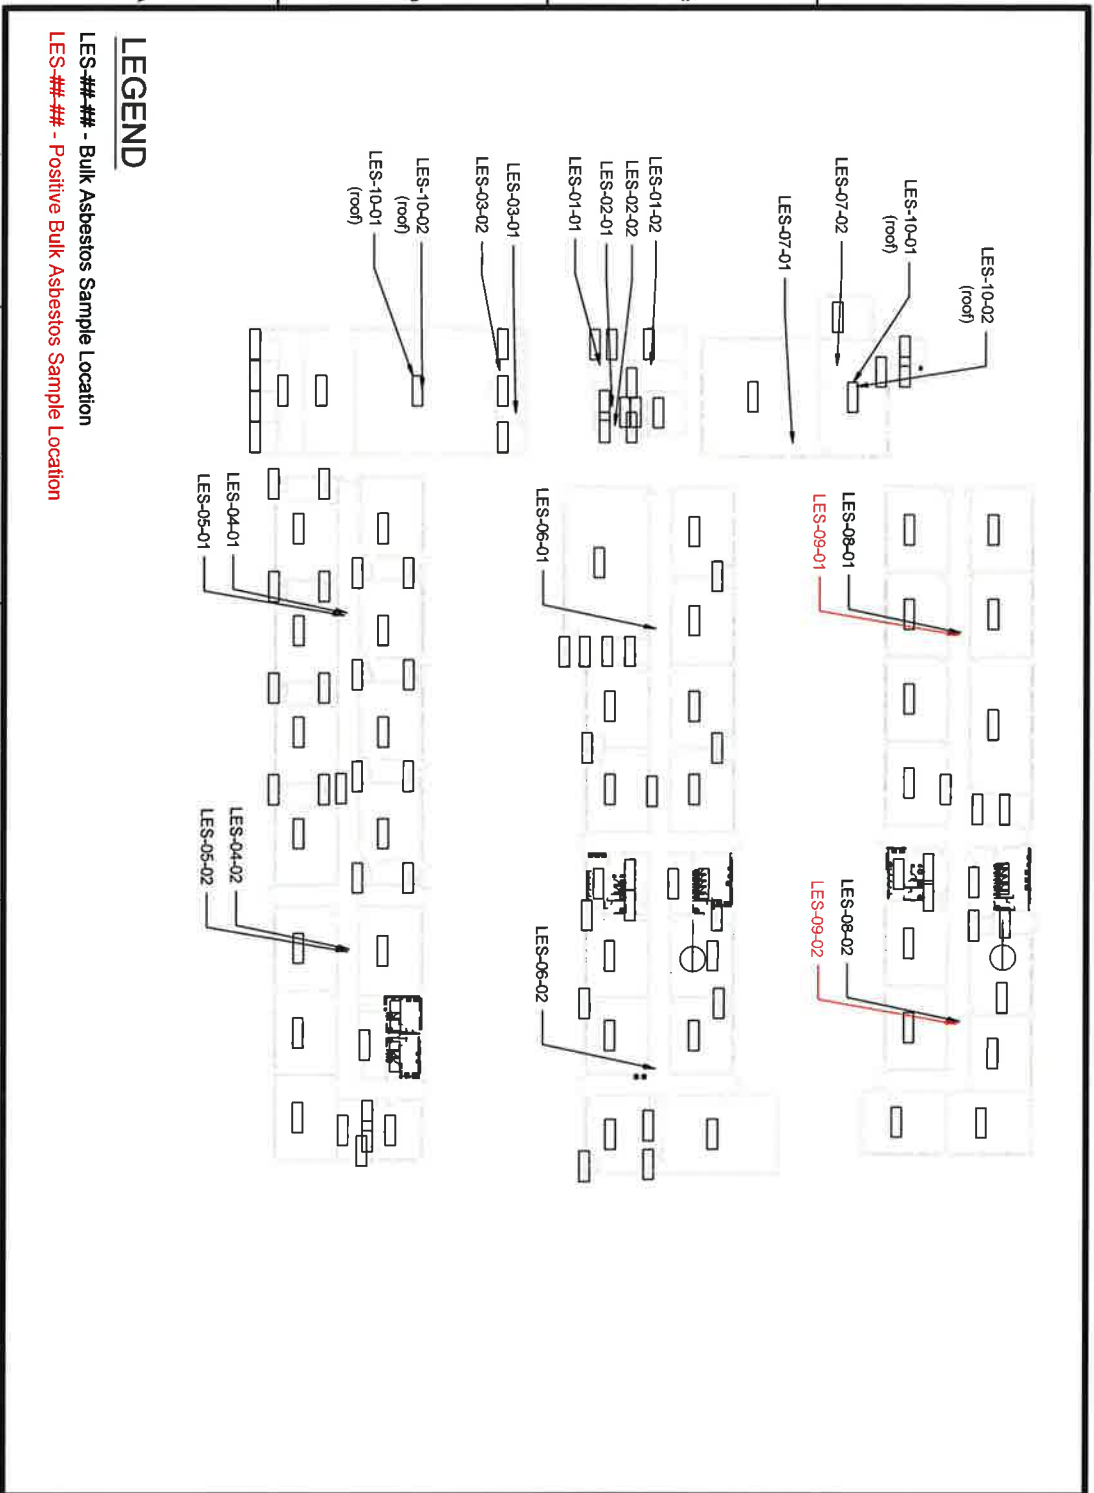 LES-10-02
(roof)
LES-10-01
(roof)
LES-07-02
LES-08-01
LES-08-02
LES-09-01
LES-09-02
LES-07-01
LES-01-02
LES-02-02
LES-02-01
LES-01-01
LES-06-01
LES-06-02
LES-03-01
LES-03-02
LES-10-02
(roof)
LES-10-01
(roof)
LES-04-01
LES-04-02
LES-05-01
LES-05-02
LEGEND
LES-##-## - Bulk Asbestos Sample Location
LES-##-## - Positive Bulk Asbestos Sample Location